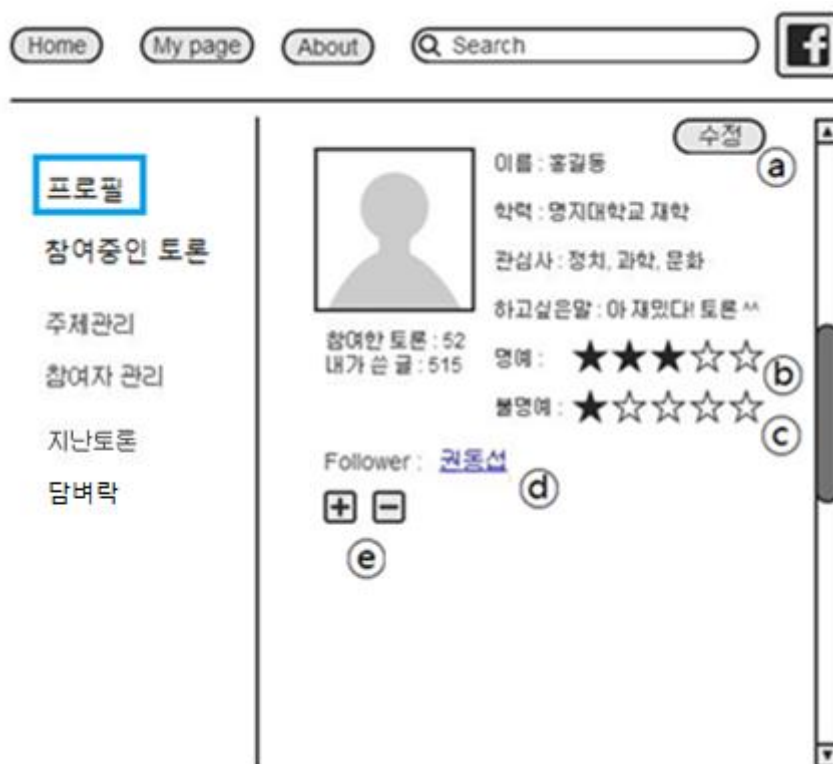 Home My page About Search f
수정
ⓐ
프로필
참여중인 토론
주제관리
참여자 관리
지난토론
담벼락
이름 : 홍길동
학력 : 명지대학교 재학
관심사 : 정치, 과학, 문화
하고싶은말 : 아 재밌다! 토론 ^^
참여한 토론 : 52
내가 쓴 글 : 515
명예 : ★★★☆☆ ⓑ
불명예 : ★☆☆☆☆ ⓒ
Follower : 권동섭 ⓓ
+ −
ⓔ